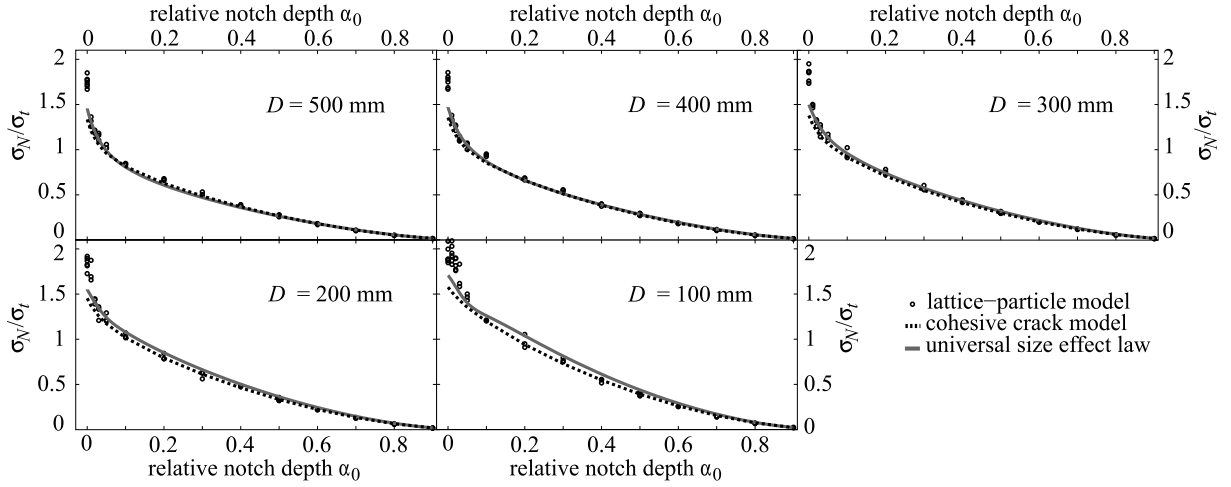 relative notch depth α0 relative notch depth α0 relative notch depth α0
0 0.2 0.4 0.6 0.8 0 0.2 0.4 0.6 0.8 0 0.2 0.4 0.6 0.8
2 2
1.5 D = 500 mm D = 400 mm D = 300 mm 1.5
σN/σt 1 1 σN/σt
0.5 0.5
0 0
2 2
1.5 D = 200 mm D = 100 mm 1.5
σN/σt 1 1 σN/σt
0.5 0.5
0 0
lattice−particle model
cohesive crack model
universal size effect law
0 0.2 0.4 0.6 0.8 0 0.2 0.4 0.6 0.8
relative notch depth α0 relative notch depth α0